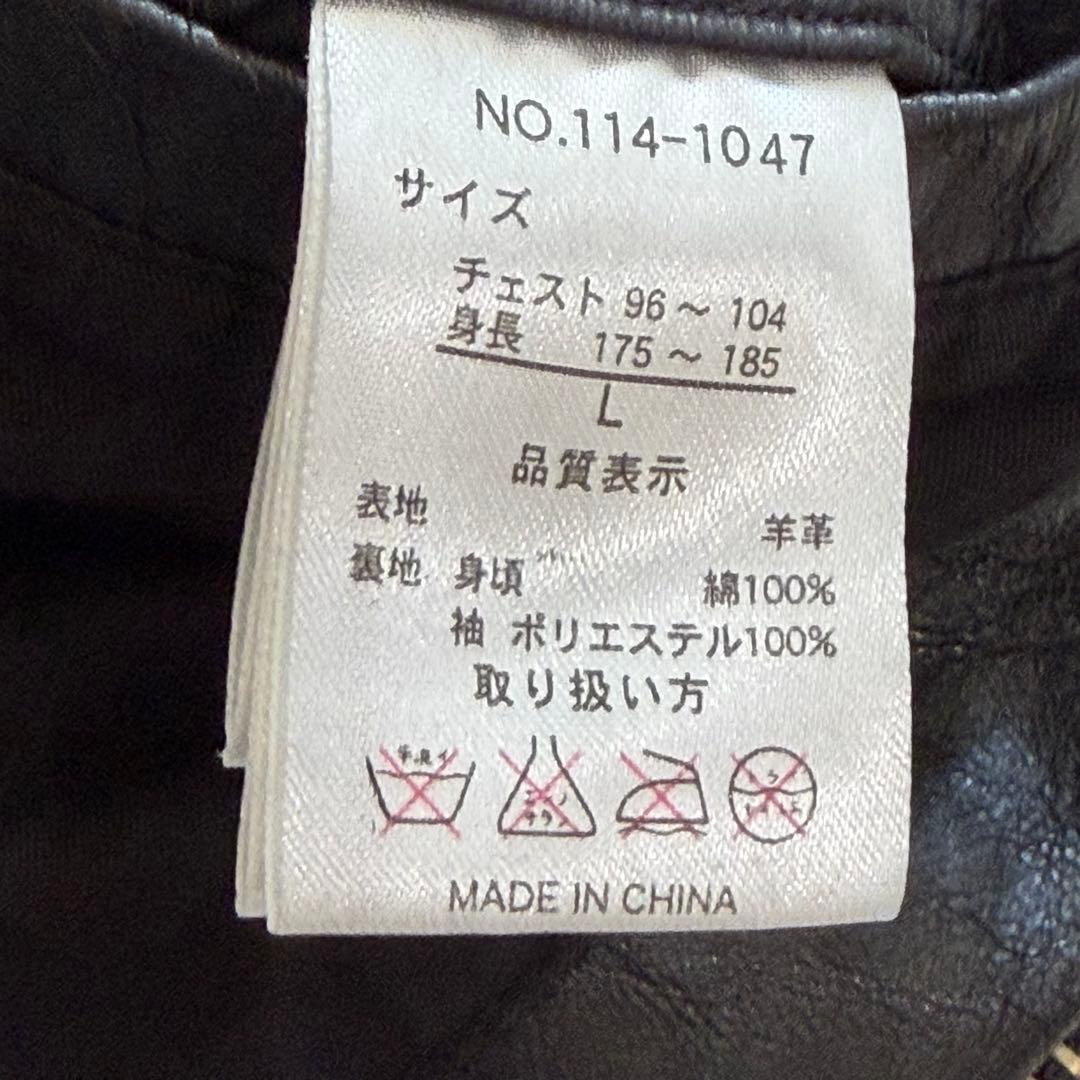 NO.114-1047
サイズ
チェスト 96 ~ 104
身長 175 ~ 185
L
品質表示
表地 羊革
裏地 身頃 綿100%
袖 ポリエステル100%
取り扱い方
MADE IN CHINA